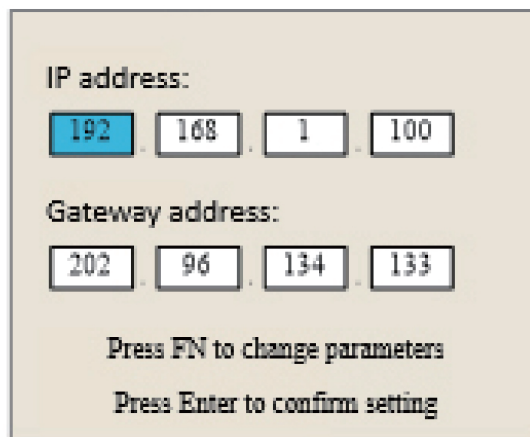 IP address:
192 . 168 . 1 . 100
Gateway address:
202 . 96 . 134 . 133
Press FN to change parameters
Press Enter to confirm setting